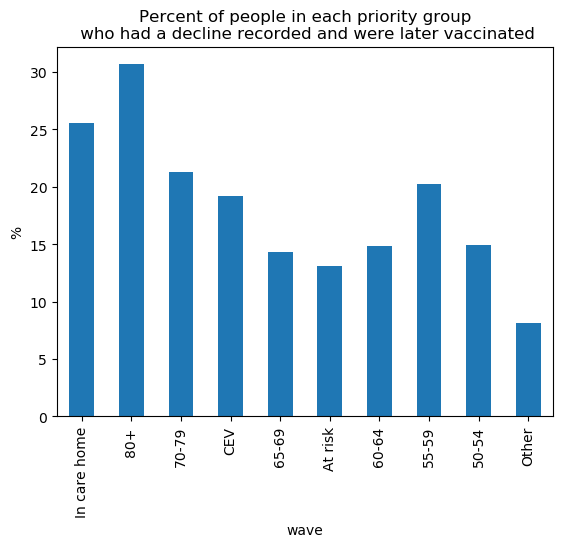 Percent of people in each priority group
who had a decline recorded and were later vaccinated
30
25
20
15
10
5
0
%
In care home
80+
70-79
CEV
65-69
At risk
60-64
55-59
50-54
Other
wave